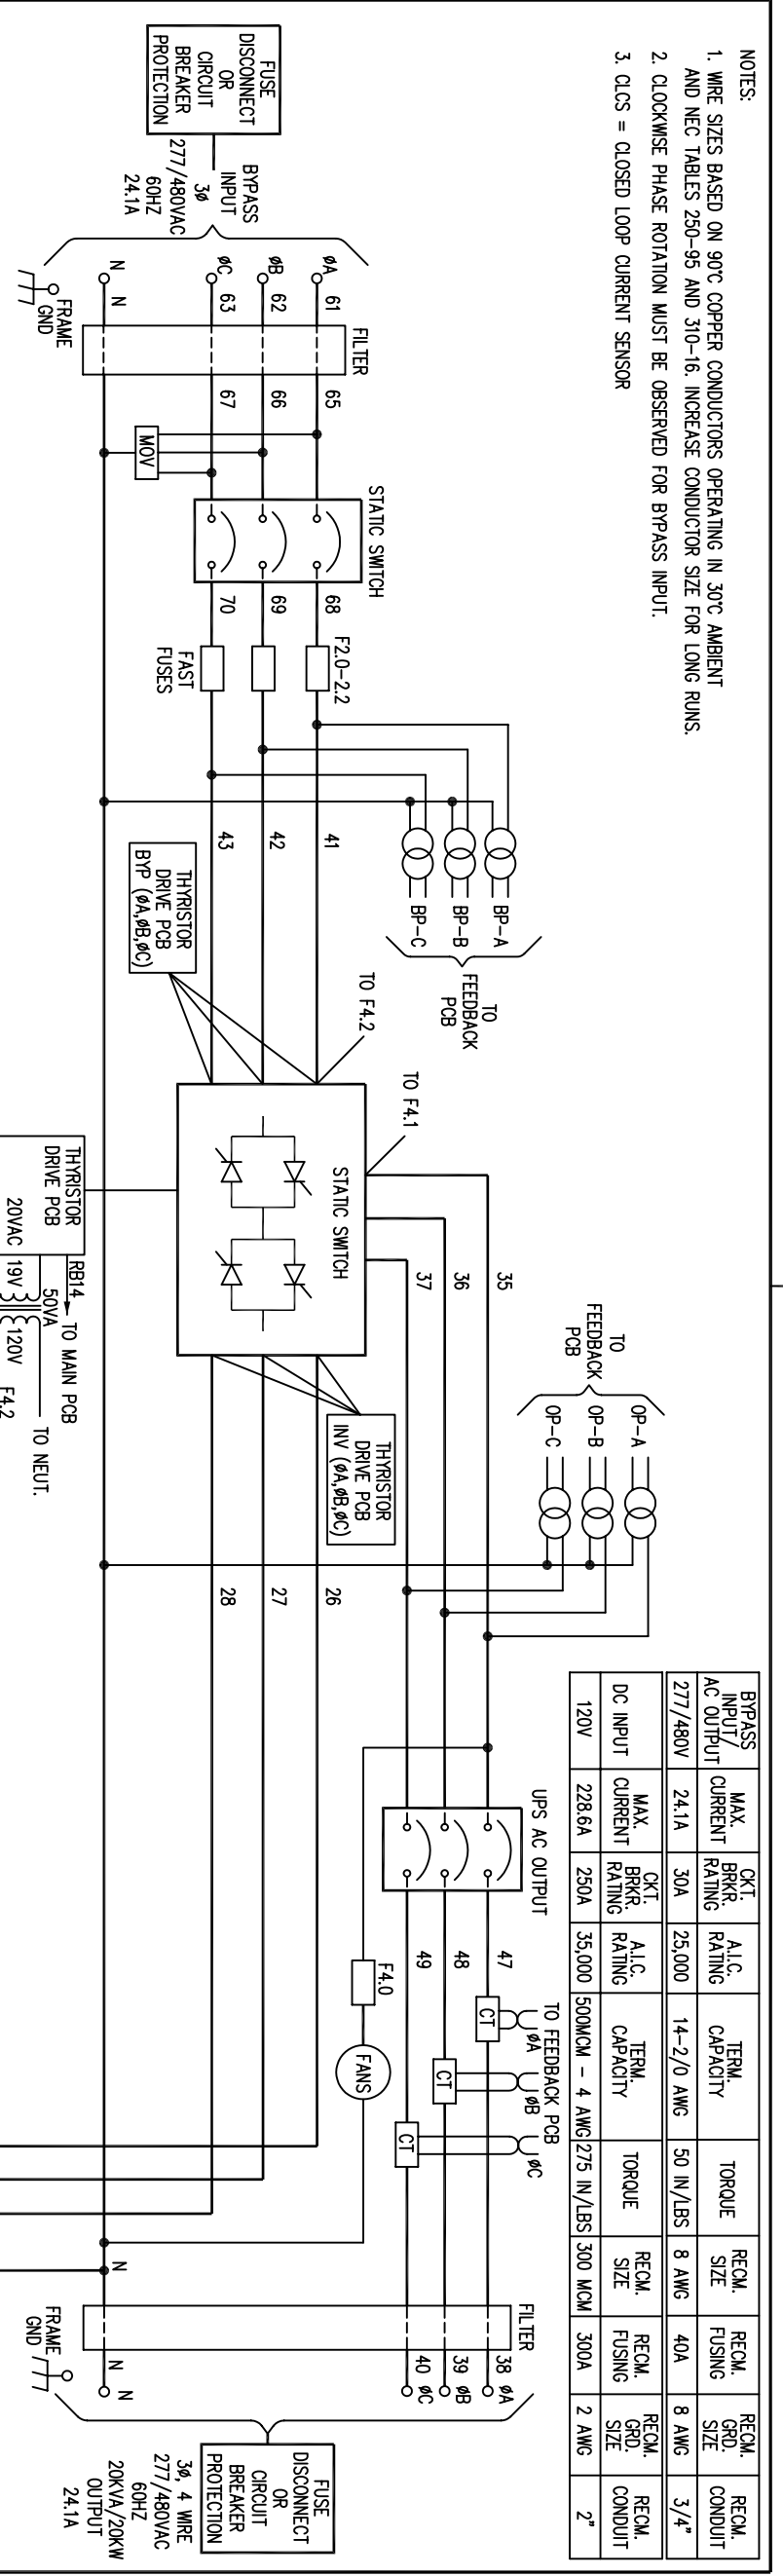 NOTES:
1. WIRE SIZES BASED ON 90°C COPPER CONDUCTORS OPERATING IN 30°C AMBIENT
AND NEC TABLES 250-95 AND 310-16. INCREASE CONDUCTOR SIZE FOR LONG RUNS.
2. CLOCKWISE PHASE ROTATION MUST BE OBSERVED FOR BYPASS INPUT.
3. CLCS = CLOSED LOOP CURRENT SENSOR
BYPASS INPUT/ AC OUTPUT MAX. CURRENT CKT. BRKR. RATING A.I.C. RATING TERM. CAPACITY TORQUE RECM. SIZE RECM. FUSING RECM. GRD. SIZE RECM. CONDUIT
277/480V 24.1A 30A 25,000 14-2/0 AWG 50 IN/LBS 8 AWG 40A 8 AWG 3/4"
DC INPUT MAX. CURRENT CKT. BRKR. RATING A.I.C. RATING TERM. CAPACITY TORQUE RECM. SIZE RECM. FUSING RECM. GRD. SIZE RECM. CONDUIT
120V 228.6A 250A 35,000 500MCM - 4 AWG 275 IN/LBS 300 MCM 300A 2 AWG 2"
FUSE
DISCONNECT
OR
CIRCUIT
BREAKER
PROTECTION
BYPASS
INPUT
3ø
277/480VAC
60HZ
24.1A
øA 61
øB 62
øC 63
N N
FRAME
GND
FILTER
65
66
67
MOV
STATIC SWITCH
68
69
70
F2.0-2.2
FAST
FUSES
BP-A
BP-B
BP-C
TO
FEEDBACK
PCB
41
42
43
THYRISTOR
DRIVE PCB
BYP (øA,øB,øC)
TO F4.2
TO F4.1
STATIC SWITCH
35
36
37
THYRISTOR
DRIVE PCB
20VAC
RB14
TO MAIN PCB
50VA
19V
120V
TO NEUT.
F4.2
THYRISTOR
DRIVE PCB
INV (øA,øB,øC)
TO
FEEDBACK
PCB
OP-A
OP-B
OP-C
26
27
28
UPS AC OUTPUT
47
48
49
TO FEEDBACK PCB
CT øA
CT øB
CT øC
F4.0
FANS
N
FILTER
38 øA
39 øB
40 øC
N N
FRAME
GND
FUSE
DISCONNECT
OR
CIRCUIT
BREAKER
PROTECTION
3ø, 4 WIRE
277/480VAC
60HZ
20KVA/20KW
OUTPUT
24.1A